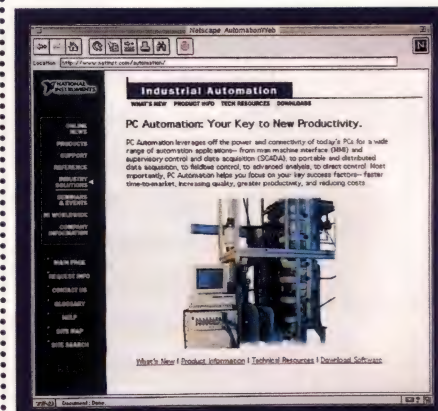 Netscape AutomationWeb
Location: http://www.natinst.com/automation/
NATIONAL
INSTRUMENTS
Industrial Automation
WHAT'S NEW PRODUCT INFO TECH RESOURCES DOWNLOADS
ONLINE
NEWS
PRODUCTS
SUPPORT
REFERENCE
INDUSTRY
SOLUTIONS
SEMINARS
& EVENTS
NI WORLDWIDE
COMPANY
INFORMATION
MAIN PAGE
REQUEST INFO
CONTACT US
GLOSSARY
HELP
SITE MAP
SITE SEARCH
PC Automation: Your Key to New Productivity.
PC Automation leverages off the power and connectivity of today's PCs for a wide
range of automation applications— from man machine interface (MMI) and
supervisory control and data acquisition (SCADA), to portable and distributed
data acquisition, to fieldbus control, to advanced analysis, to direct control. Most
importantly, PC Automation helps you focus on your key success factors— faster
time-to-market, increasing quality, greater productivity, and reducing costs.
What's New | Product Information | Technical Resources | Download Software
Document: Done